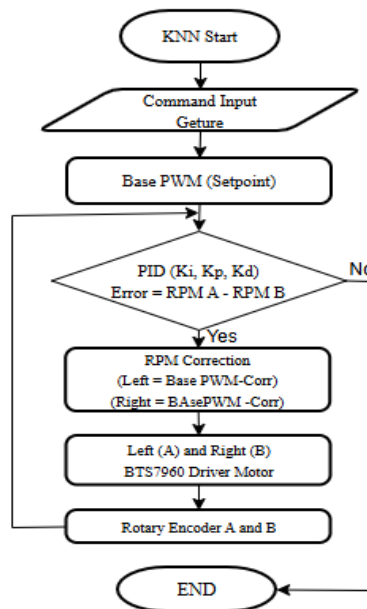 KNN Start
Command Input
Geture
Base PWM (Setpoint)
PID (Ki, Kp, Kd)
Error = RPM A - RPM B
No
Yes
RPM Correction
(Left = Base PWM-Corr)
(Right = BAsePWM -Corr)
Left (A) and Right (B)
BTS7960 Driver Motor
Rotary Encoder A and B
END